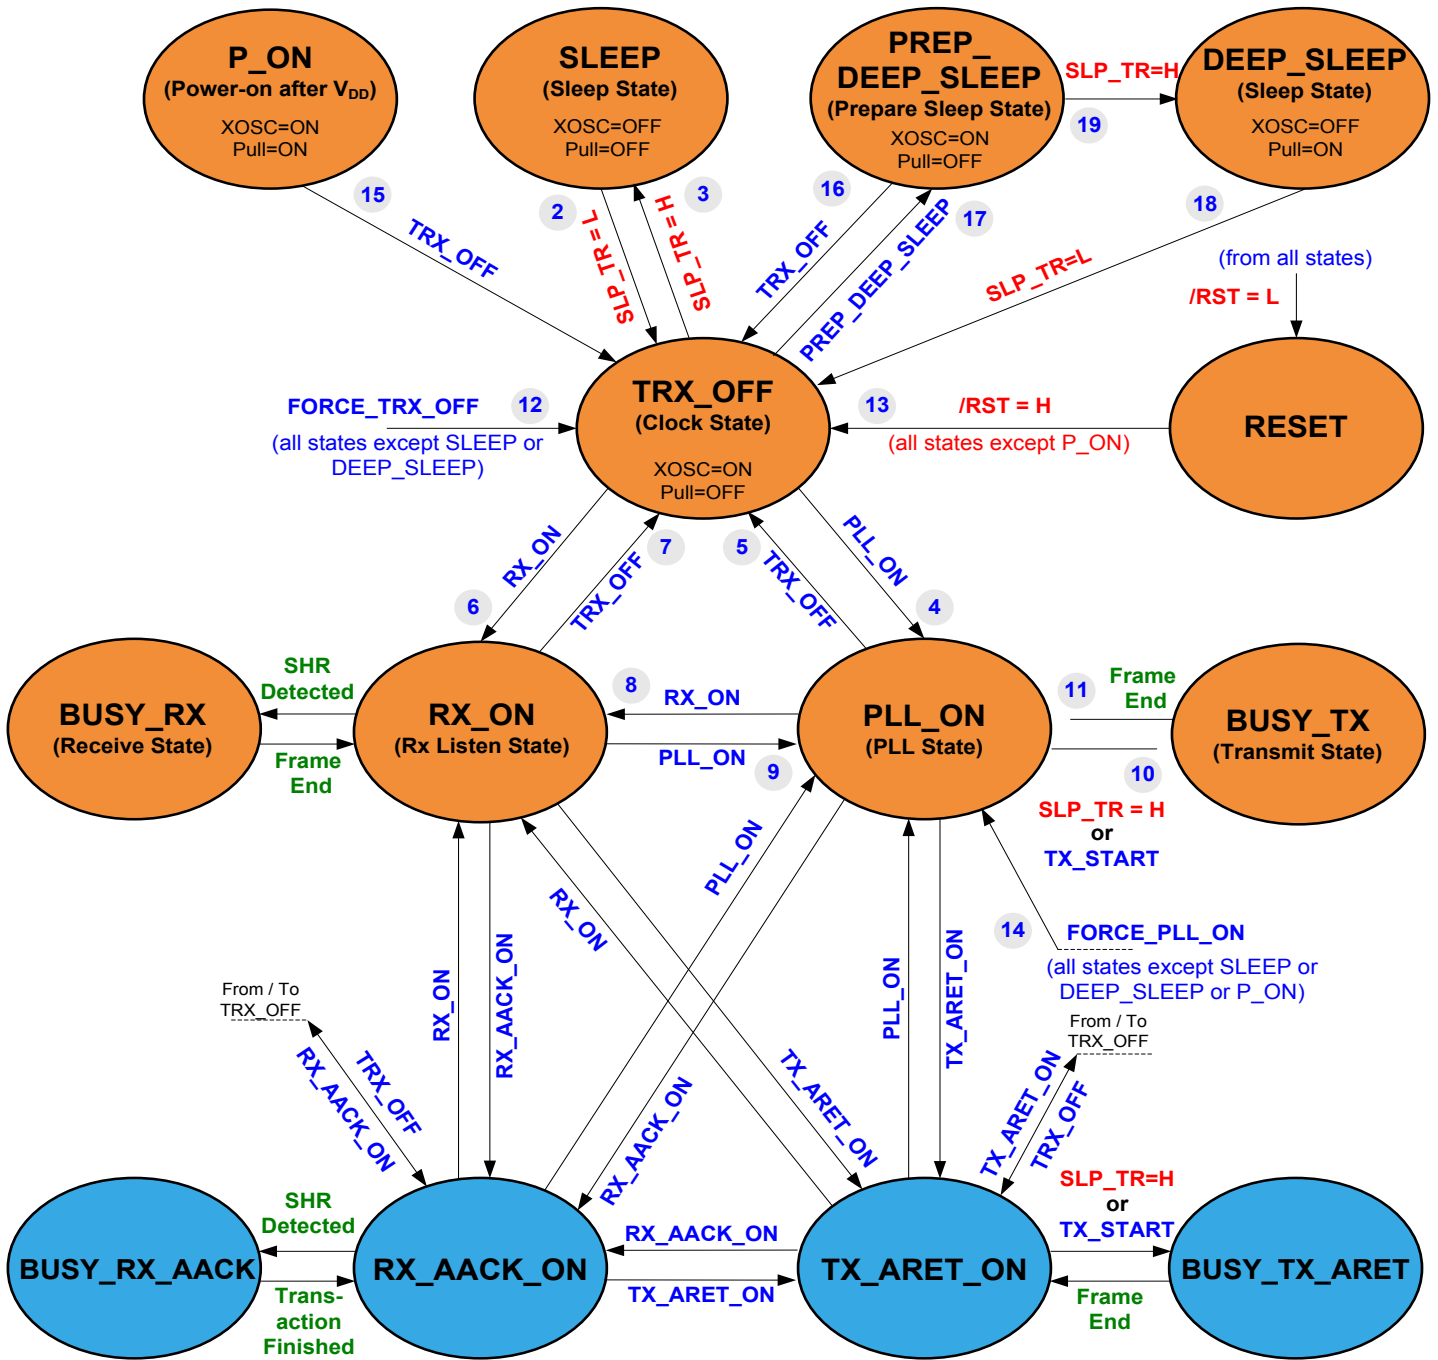 P_ON
(Power-on after VDD)
XOSC=ON
Pull=ON
SLEEP
(Sleep State)
XOSC=OFF
Pull=OFF
PREP_
DEEP_SLEEP
(Prepare Sleep State)
XOSC=ON
Pull=OFF
SLP_TR=H
19
DEEP_SLEEP
(Sleep State)
XOSC=OFF
Pull=ON
15
TRX_OFF
2
SLP_TR = L
3
SLP_TR = H
16
TRX_OFF
17
PREP_DEEP_SLEEP
18
SLP_TR=L
(from all states)
/RST = L
FORCE_TRX_OFF
12
(all states except SLEEP or
DEEP_SLEEP)
TRX_OFF
(Clock State)
XOSC=ON
Pull=OFF
13
/RST = H
(all states except P_ON)
RESET
RX_ON
6
7
TRX_OFF
5
TRX_OFF
PLL_ON
4
BUSY_RX
(Receive State)
SHR
Detected
Frame
End
RX_ON
(Rx Listen State)
8
RX_ON
PLL_ON
9
PLL_ON
(PLL State)
11
Frame
End
10
SLP_TR = H
or
TX_START
BUSY_TX
(Transmit State)
14
FORCE_PLL_ON
(all states except SLEEP or
DEEP_SLEEP or P_ON)
RX_ON
RX_AACK_ON
RX_ON
TX_ARET_ON
PLL_ON
RX_AACK_ON
PLL_ON
TX_ARET_ON
From / To
TRX_OFF
TRX_OFF
RX_AACK_ON
From / To
TRX_OFF
TX_ARET_ON
TRX_OFF
BUSY_RX_AACK
SHR
Detected
Trans-
action
Finished
RX_AACK_ON
RX_AACK_ON
TX_ARET_ON
TX_ARET_ON
SLP_TR=H
or
TX_START
Frame
End
BUSY_TX_ARET